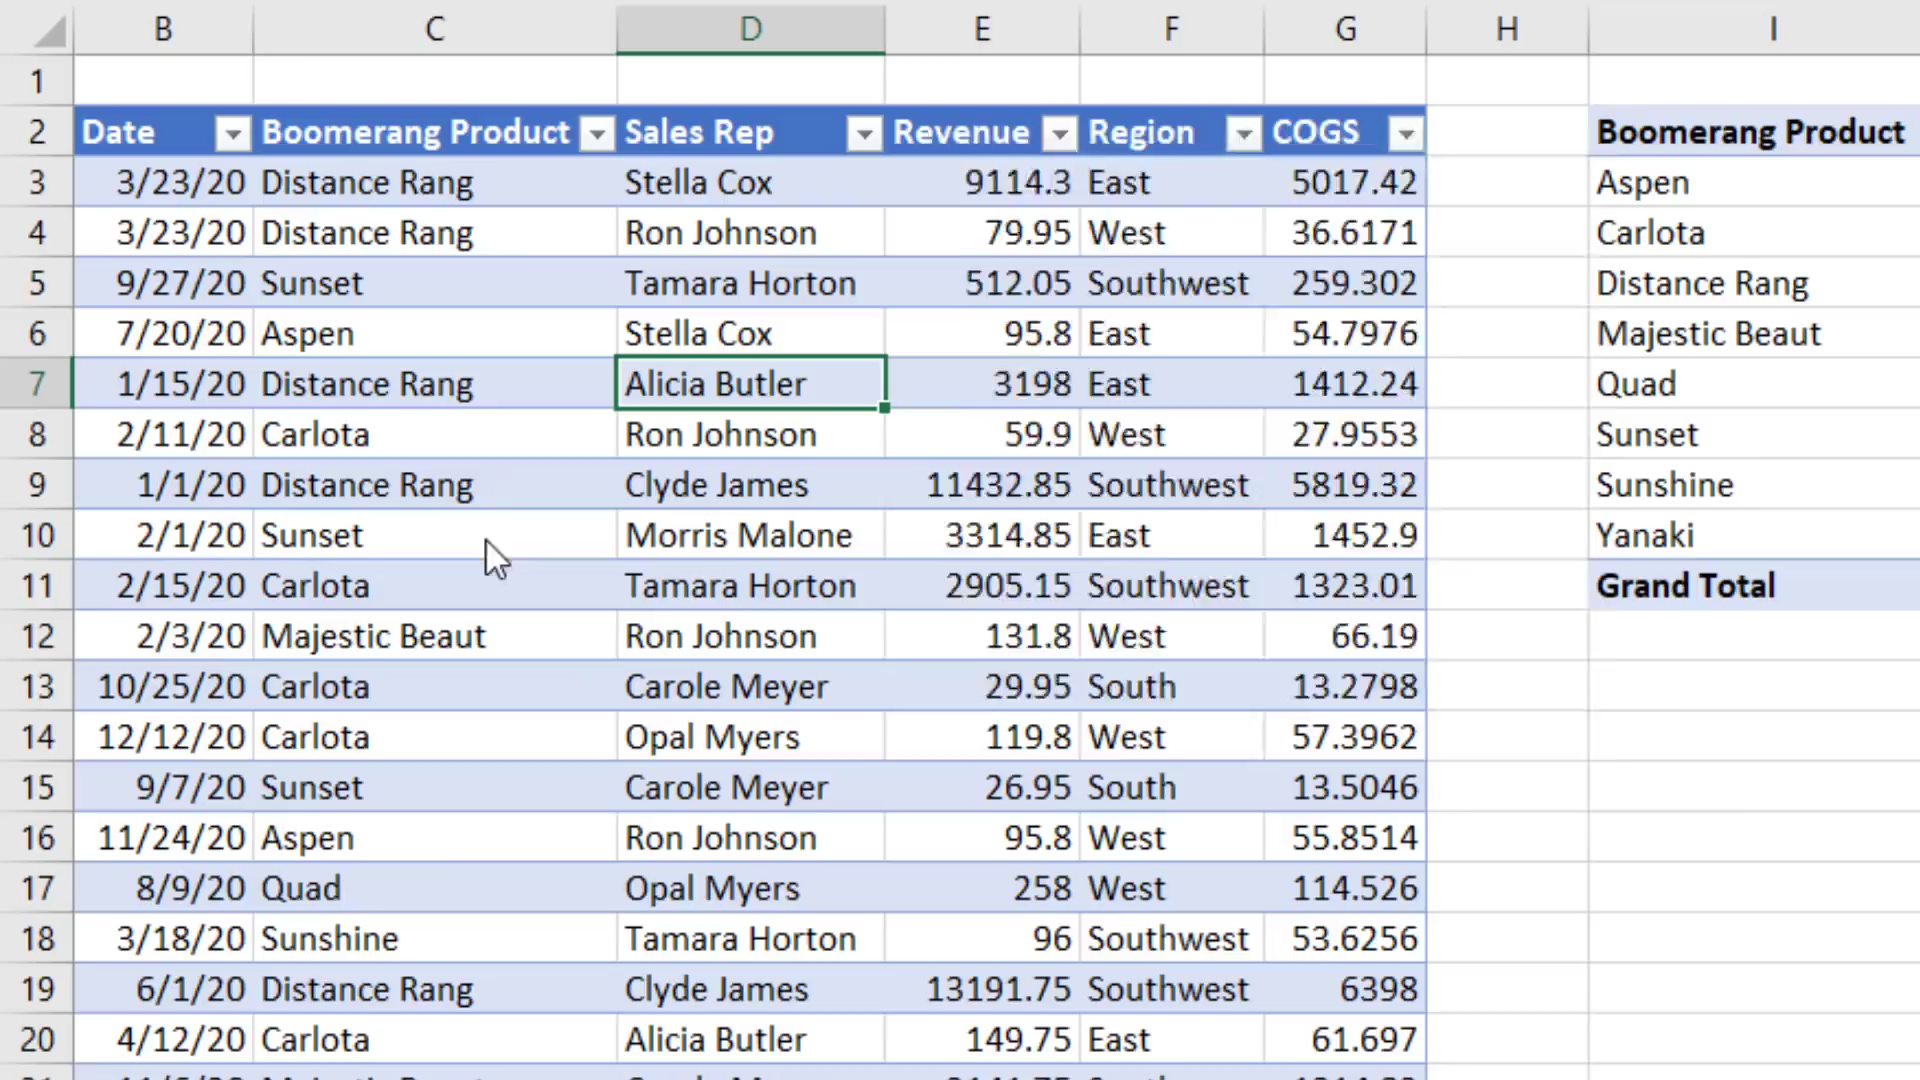 B C D E F G H I
1
2 Date Boomerang Product Sales Rep Revenue Region COGS Boomerang Product
3 3/23/20 Distance Rang Stella Cox 9114.3 East 5017.42 Aspen
4 3/23/20 Distance Rang Ron Johnson 79.95 West 36.6171 Carlota
5 9/27/20 Sunset Tamara Horton 512.05 Southwest 259.302 Distance Rang
6 7/20/20 Aspen Stella Cox 95.8 East 54.7976 Majestic Beaut
7 1/15/20 Distance Rang Alicia Butler 3198 East 1412.24 Quad
8 2/11/20 Carlota Ron Johnson 59.9 West 27.9553 Sunset
9 1/1/20 Distance Rang Clyde James 11432.85 Southwest 5819.32 Sunshine
10 2/1/20 Sunset Morris Malone 3314.85 East 1452.9 Yanaki
11 2/15/20 Carlota Tamara Horton 2905.15 Southwest 1323.01 Grand Total
12 2/3/20 Majestic Beaut Ron Johnson 131.8 West 66.19
13 10/25/20 Carlota Carole Meyer 29.95 South 13.2798
14 12/12/20 Carlota Opal Myers 119.8 West 57.3962
15 9/7/20 Sunset Carole Meyer 26.95 South 13.5046
16 11/24/20 Aspen Ron Johnson 95.8 West 55.8514
17 8/9/20 Quad Opal Myers 258 West 114.526
18 3/18/20 Sunshine Tamara Horton 96 Southwest 53.6256
19 6/1/20 Distance Rang Clyde James 13191.75 Southwest 6398
20 4/12/20 Carlota Alicia Butler 149.75 East 61.697